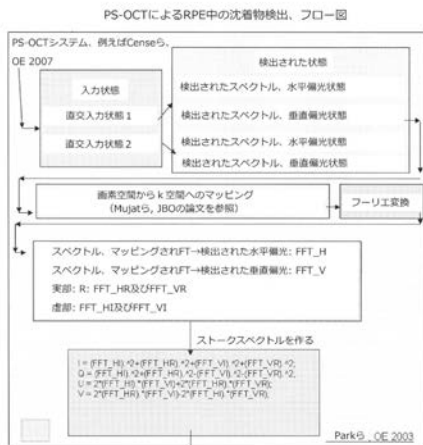 PS-OCTによるRPE中の沈着物検出、フロー図
PS-OCTシステム、例えばCenseら、
OE 2007
入力状態
直交入力状態 1
直交入力状態 2
検出された状態
検出されたスペクトル、水平偏光状態
検出されたスペクトル、垂直偏光状態
検出されたスペクトル、水平偏光状態
検出されたスペクトル、垂直偏光状態
画素空間からk空間へのマッピング
(Mujatら, JBOの論文を参照)
フーリエ変換
スペクトル、マッピングされFT→検出された水平偏光: FFT_H
スペクトル、マッピングされFT→検出された垂直偏光: FFT_V
実部: R: FFT_HR及びFFT_VR
虚部: FFT_HI及びFFT_VI
ストークスペクトルを作る
I = (FFT_HI).^2+(FFT_HR).^2+(FFT_VI).^2+(FFT_VR).^2;
Q = (FFT_HI).^2+(FFT_HR).^2-(FFT_VI).^2-(FFT_VR).^2;
U = 2*(FFT_HI).*(FFT_VI)+2*(FFT_HR).*(FFT_VR);
V = 2*(FFT_HR).*(FFT_VI)-2*(FFT_HI).*(FFT_VR);
Parkら OE 2003